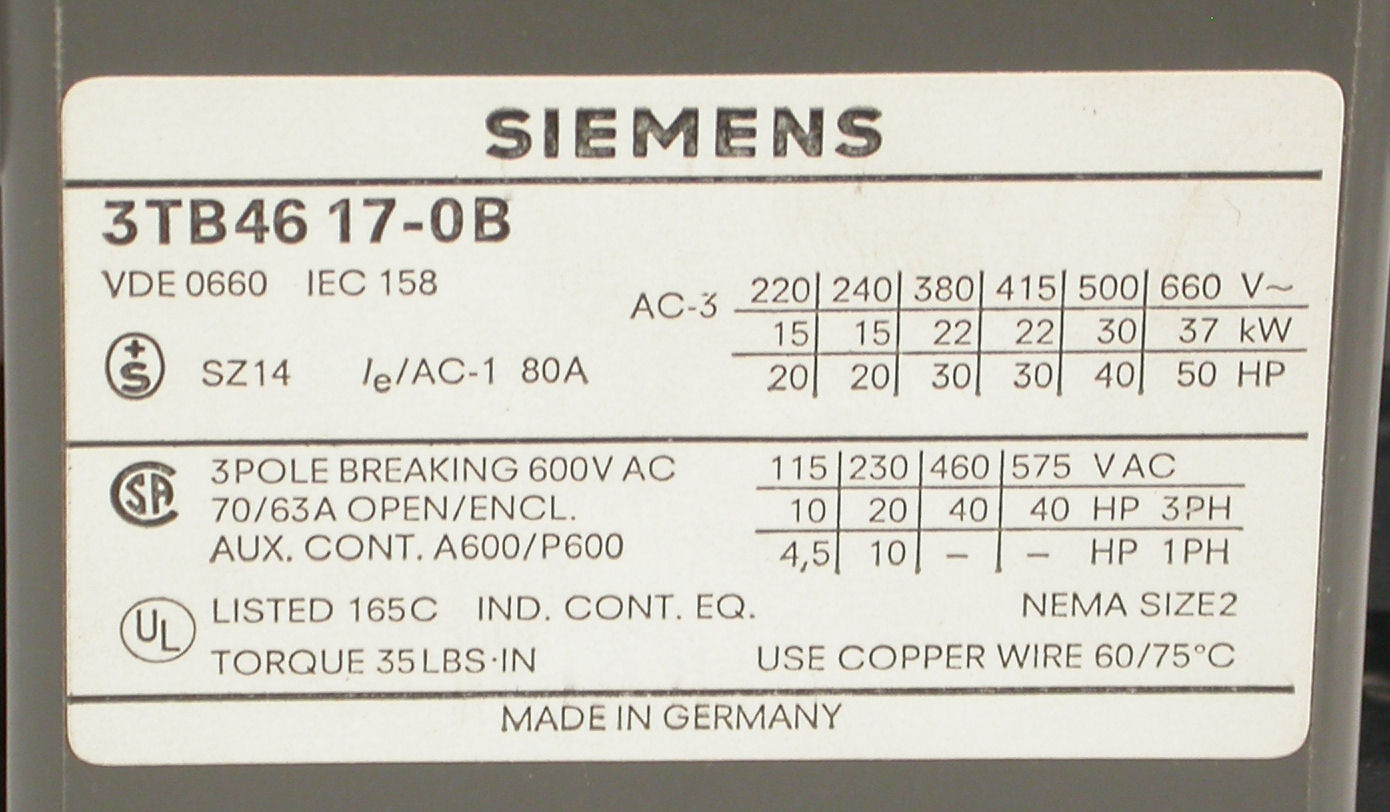 SIEMENS
3TB46 17-0B
VDE 0660 IEC 158
AC-3 220 240 380 415 500 660 V~
15 15 22 22 30 37 kW
20 20 30 30 40 50 HP
+S SZ14 Ie/AC-1 80A
SA 3POLE BREAKING 600V AC
70/63A OPEN/ENCL.
AUX. CONT. A600/P600
115 230 460 575 V AC
10 20 40 40 HP 3PH
4,5 10 – – HP 1PH
UL LISTED 165C IND. CONT. EQ. NEMA SIZE2
TORQUE 35LBS·IN USE COPPER WIRE 60/75°C
MADE IN GERMANY